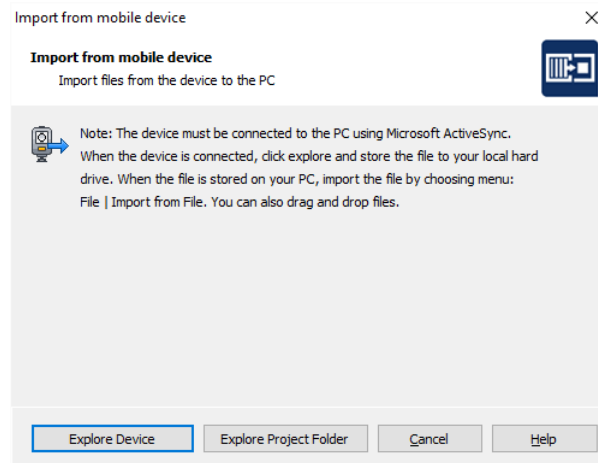 Import from mobile device
Import from mobile device
Import files from the device to the PC
Note: The device must be connected to the PC using Microsoft ActiveSync.
When the device is connected, click explore and store the file to your local hard
drive. When the file is stored on your PC, import the file by choosing menu:
File | Import from File. You can also drag and drop files.
Explore Device Explore Project Folder Cancel Help